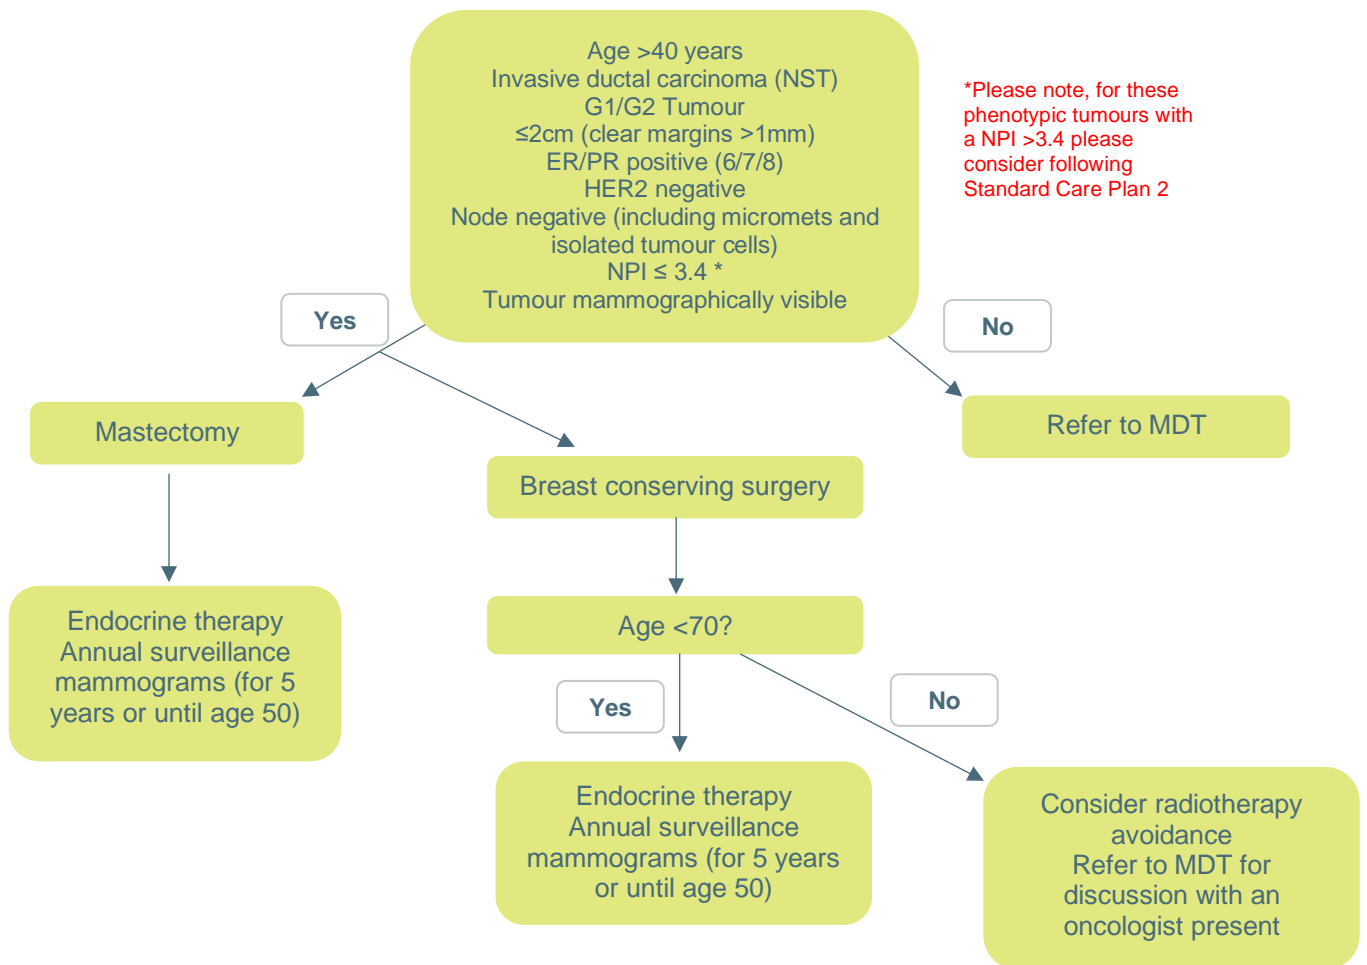 Age >40 years
Invasive ductal carcinoma (NST)
G1/G2 Tumour
≤2cm (clear margins >1mm)
ER/PR positive (6/7/8)
HER2 negative
Node negative (including micromets and
isolated tumour cells)
NPI ≤ 3.4 *
Tumour mammographically visible
*Please note, for these
phenotypic tumours with
a NPI >3.4 please
consider following
Standard Care Plan 2
Yes
No
Mastectomy
Refer to MDT
Breast conserving surgery
Endocrine therapy
Annual surveillance
mammograms (for 5
years or until age 50)
Age <70?
Yes
No
Endocrine therapy
Annual surveillance
mammograms (for 5 years
or until age 50)
Consider radiotherapy
avoidance
Refer to MDT for
discussion with an
oncologist present